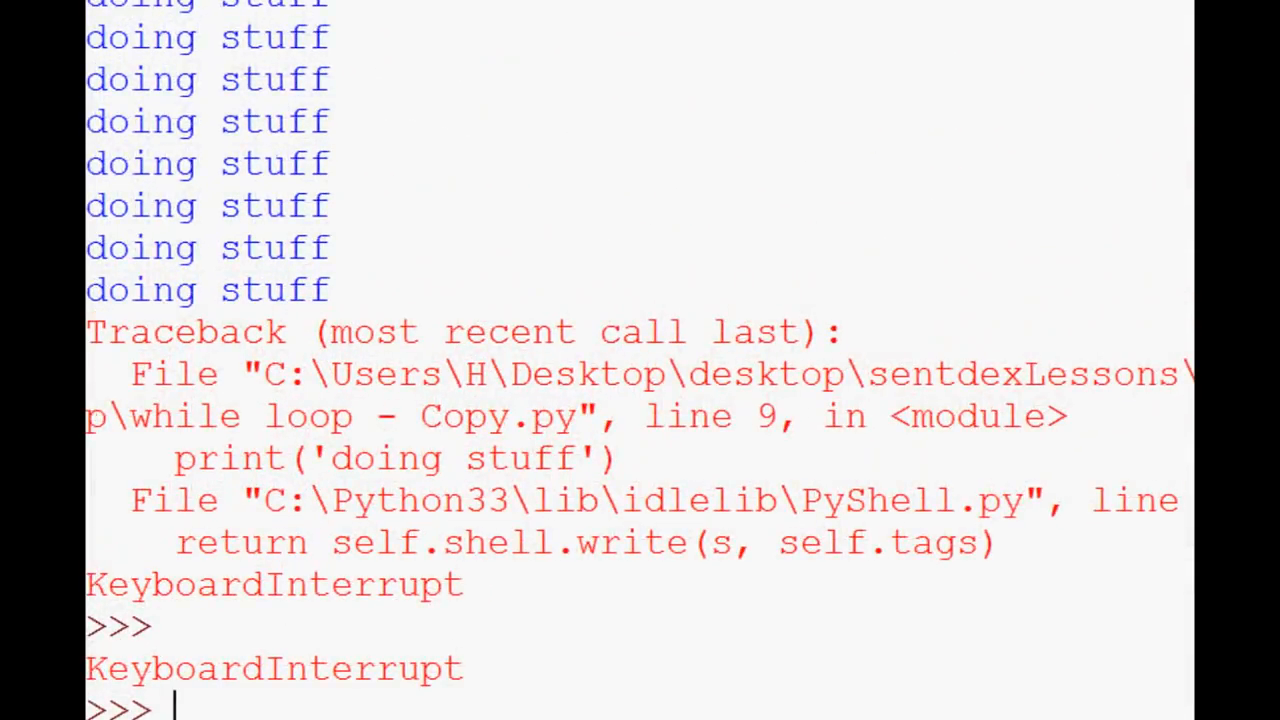 doing stuff
doing stuff
doing stuff
doing stuff
doing stuff
doing stuff
doing stuff
doing stuff
Traceback (most recent call last):
  File "C:\Users\H\Desktop\desktop\sentdexLessons\
p\while loop - Copy.py", line 9, in <module>
    print('doing stuff')
  File "C:\Python33\lib\idlelib\PyShell.py", line
    return self.shell.write(s, self.tags)
KeyboardInterrupt
>>>
KeyboardInterrupt
>>>